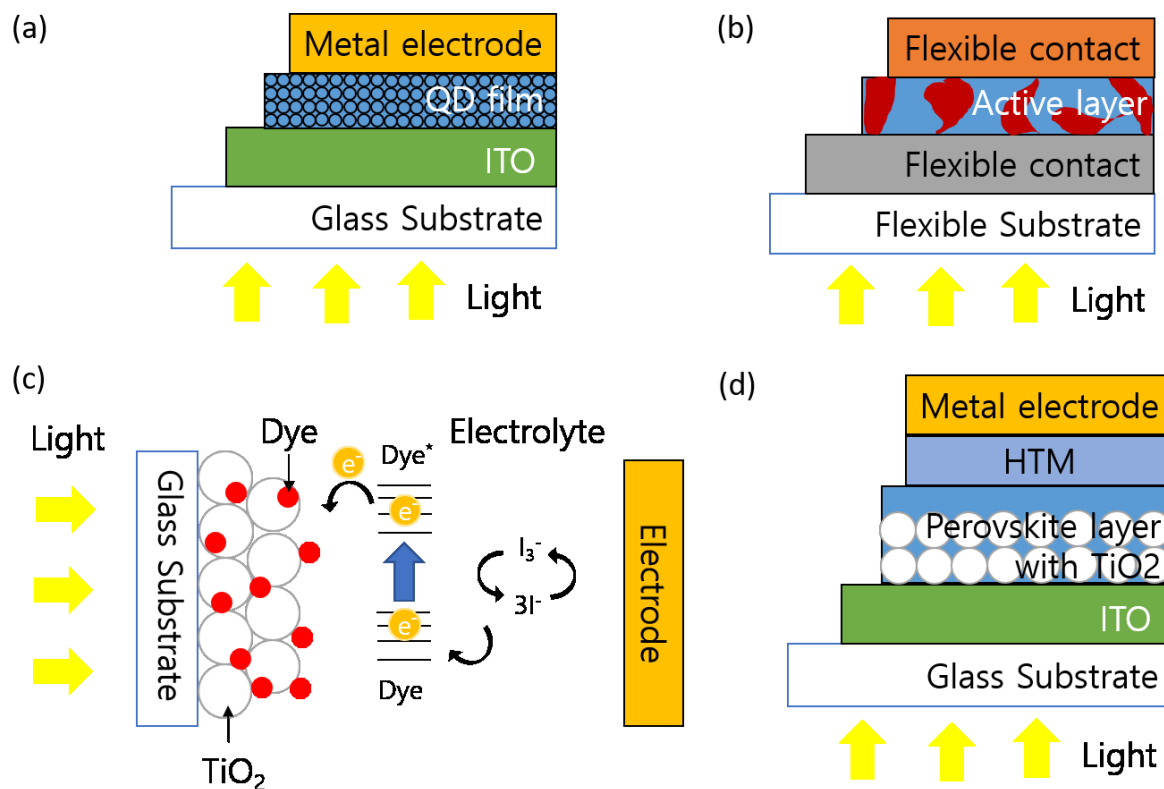 (a)
Metal electrode
QD film
ITO
Glass Substrate
Light
(b)
Flexible contact
Active layer
Flexible contact
Flexible Substrate
Light
(c)
Light
Glass Substrate
Dye
TiO₂
e⁻
Dye*
e⁻
e⁻
Dye
Electrolyte
I₃⁻
3I⁻
Electrode
(d)
Metal electrode
HTM
Perovskite layer
with TiO2
ITO
Glass Substrate
Light